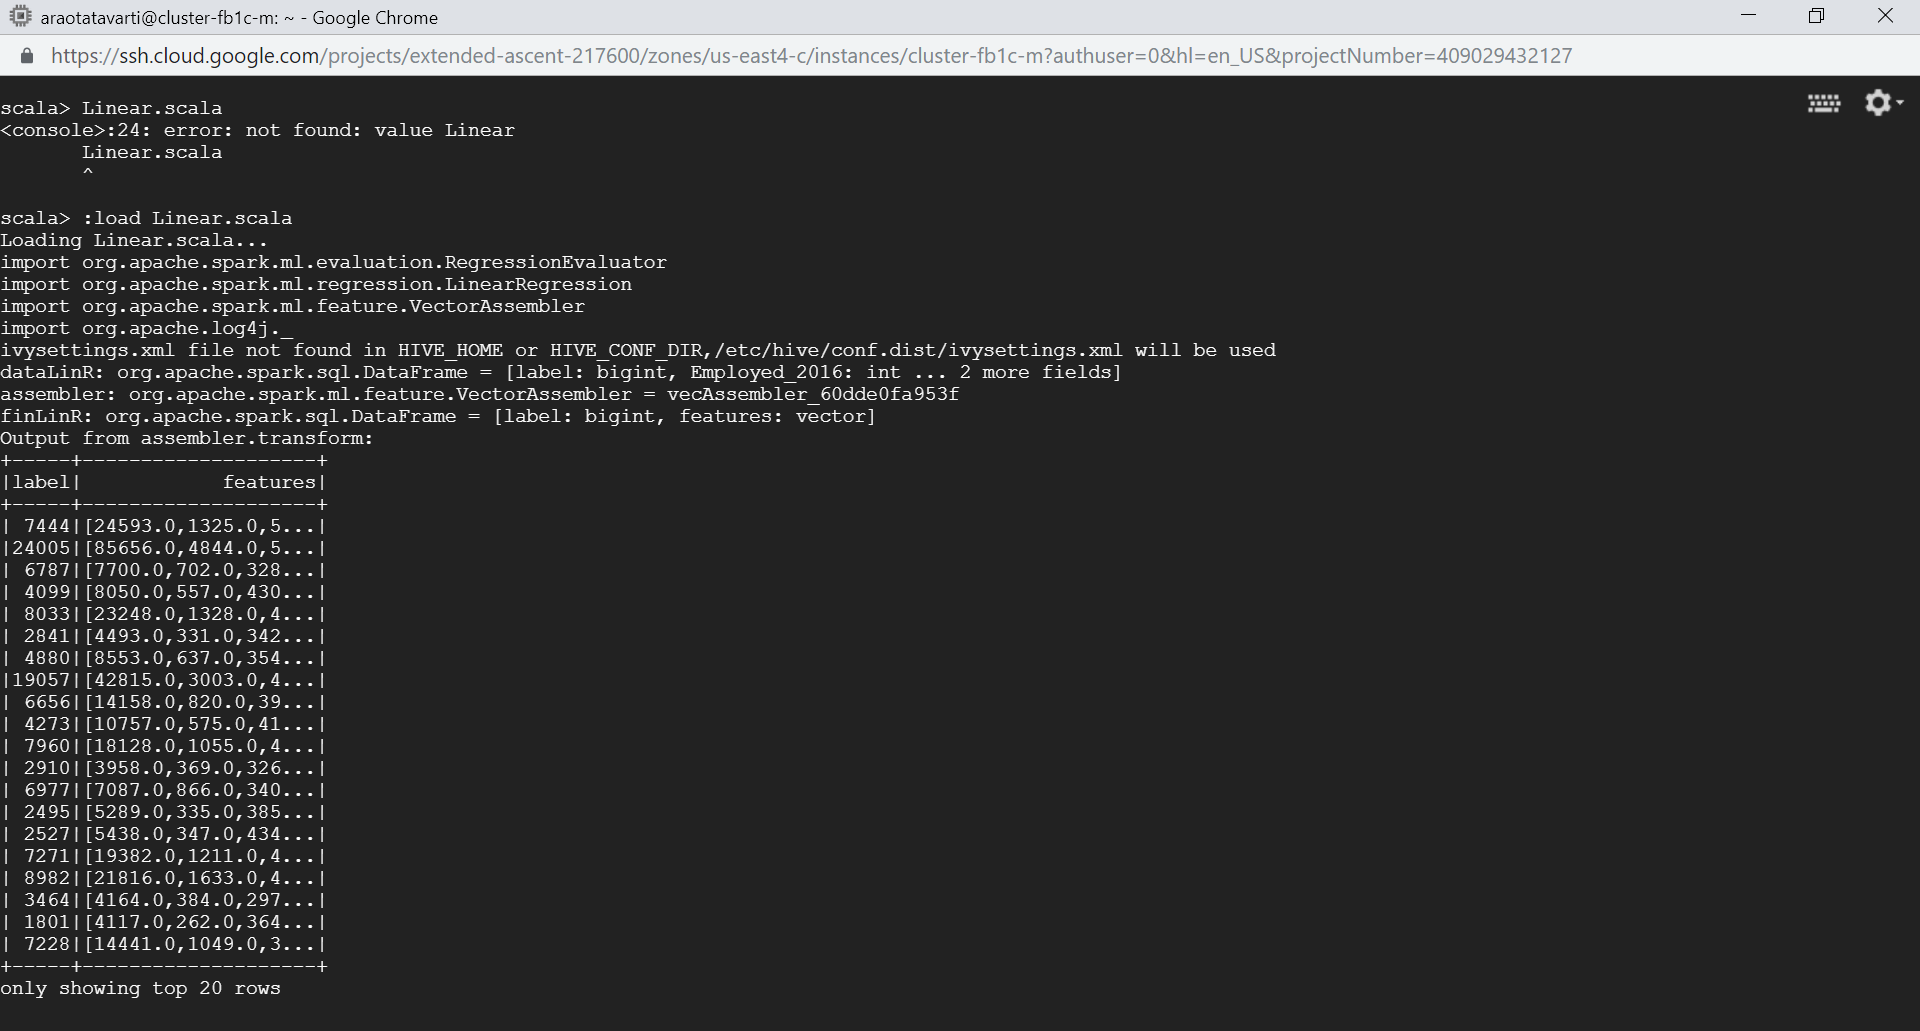 araotatavarti@cluster-fb1c-m: ~ - Google Chrome
https://ssh.cloud.google.com/projects/extended-ascent-217600/zones/us-east4-c/instances/cluster-fb1c-m?authuser=0&hl=en_US&projectNumber=409029432127
scala> Linear.scala
<console>:24: error: not found: value Linear
       Linear.scala
       ^
scala> :load Linear.scala
Loading Linear.scala...
import org.apache.spark.ml.evaluation.RegressionEvaluator
import org.apache.spark.ml.regression.LinearRegression
import org.apache.spark.ml.feature.VectorAssembler
import org.apache.log4j._
ivysettings.xml file not found in HIVE_HOME or HIVE_CONF_DIR,/etc/hive/conf.dist/ivysettings.xml will be used
dataLinR: org.apache.spark.sql.DataFrame = [label: bigint, Employed_2016: int ... 2 more fields]
assembler: org.apache.spark.ml.feature.VectorAssembler = vecAssembler_60dde0fa953f
finLinR: org.apache.spark.sql.DataFrame = [label: bigint, features: vector]
Output from assembler.transform:
+-----+--------------------+
|label|            features|
+-----+--------------------+
| 7444|[24593.0,1325.0,5...|
|24005|[85656.0,4844.0,5...|
| 6787|[7700.0,702.0,328...|
| 4099|[8050.0,557.0,430...|
| 8033|[23248.0,1328.0,4...|
| 2841|[4493.0,331.0,342...|
| 4880|[8553.0,637.0,354...|
|19057|[42815.0,3003.0,4...|
| 6656|[14158.0,820.0,39...|
| 4273|[10757.0,575.0,41...|
| 7960|[18128.0,1055.0,4...|
| 2910|[3958.0,369.0,326...|
| 6977|[7087.0,866.0,340...|
| 2495|[5289.0,335.0,385...|
| 2527|[5438.0,347.0,434...|
| 7271|[19382.0,1211.0,4...|
| 8982|[21816.0,1633.0,4...|
| 3464|[4164.0,384.0,297...|
| 1801|[4117.0,262.0,364...|
| 7228|[14441.0,1049.0,3...|
+-----+--------------------+
only showing top 20 rows